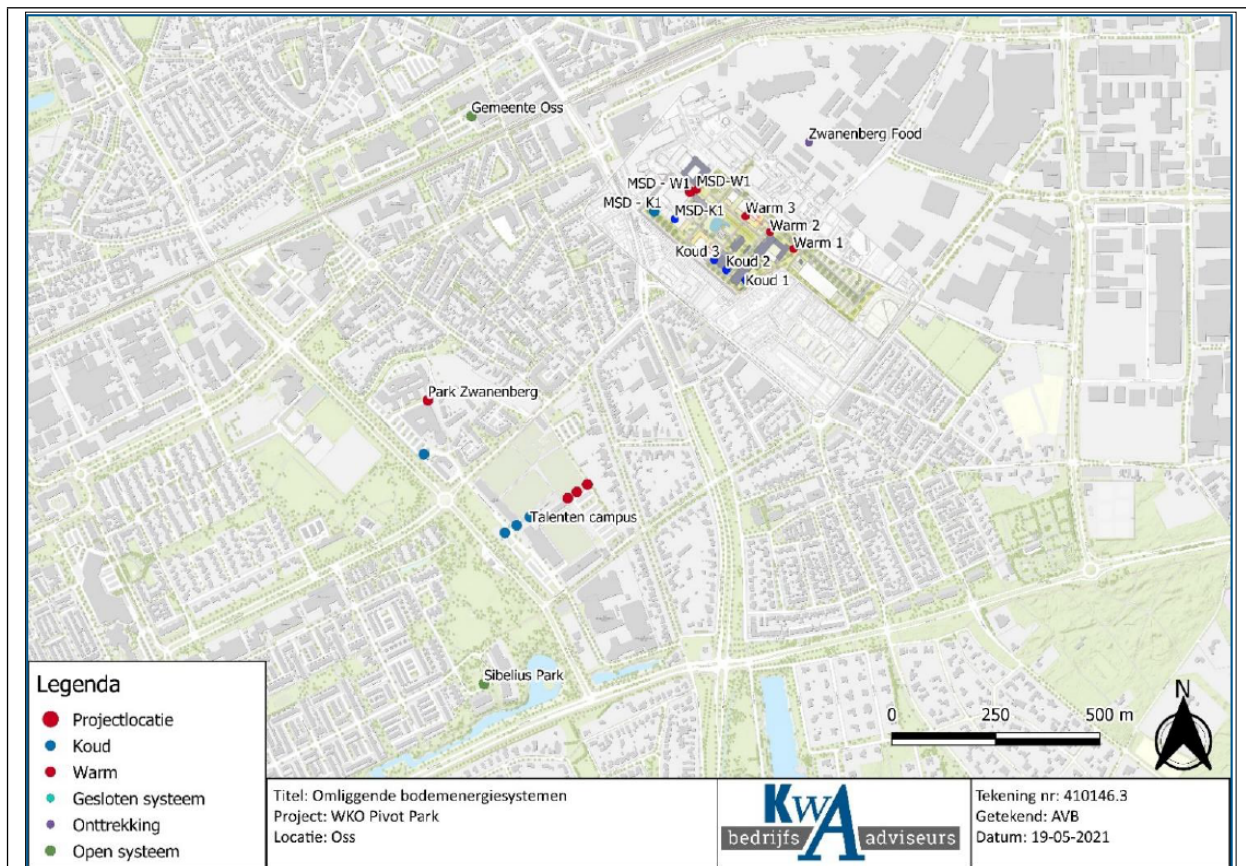 Gemeente Oss
Zwanenberg Food
MSD - W1
MSD-W1
MSD - K1
MSD-K1
Warm 3
Warm 2
Warm 1
Koud 3
Koud 2
Koud 1
Park Zwanenberg
Talenten campus
Sibelius Park
N
0 250 500 m
Legenda
Projectlocatie
Koud
Warm
Gesloten systeem
Onttrekking
Open systeem
Titel: Omliggende bodemenergiesystemen
Project: WKO Pivot Park
Locatie: Oss
KWA
bedrijfs adviseurs
Tekening nr: 410146.3
Getekend: AVB
Datum: 19-05-2021